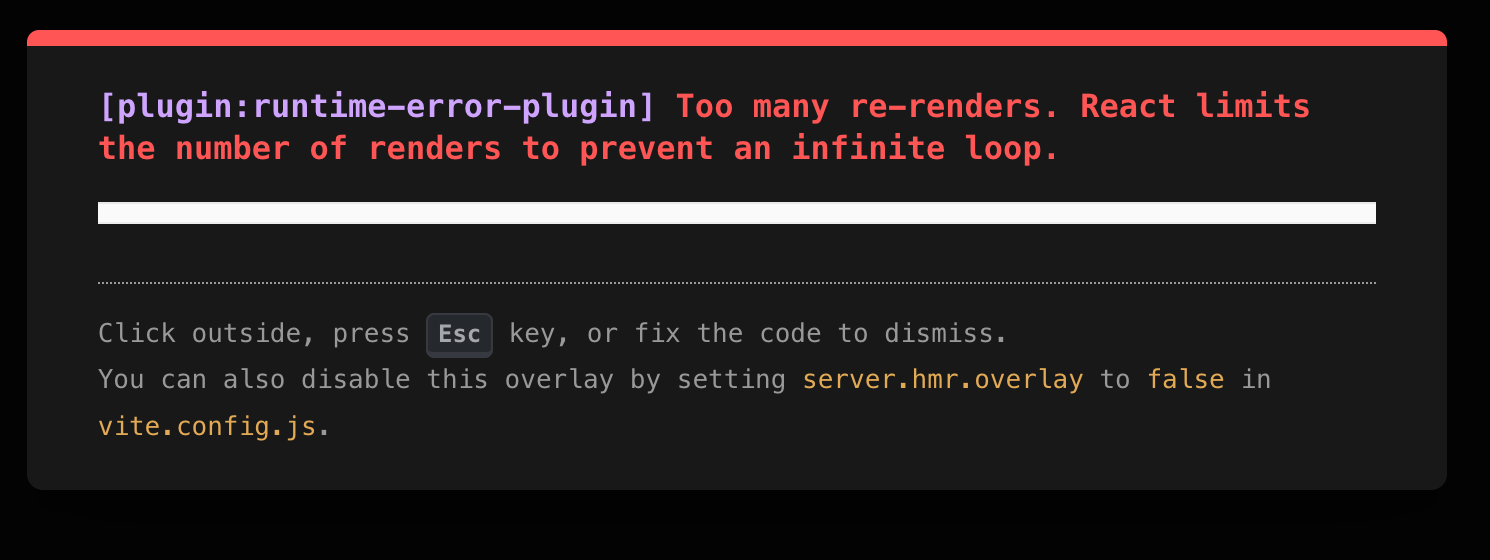 [plugin:runtime-error-plugin] Too many re-renders. React limits
the number of renders to prevent an infinite loop.
Click outside, press Esc key, or fix the code to dismiss.
You can also disable this overlay by setting server.hmr.overlay to false in
vite.config.js.